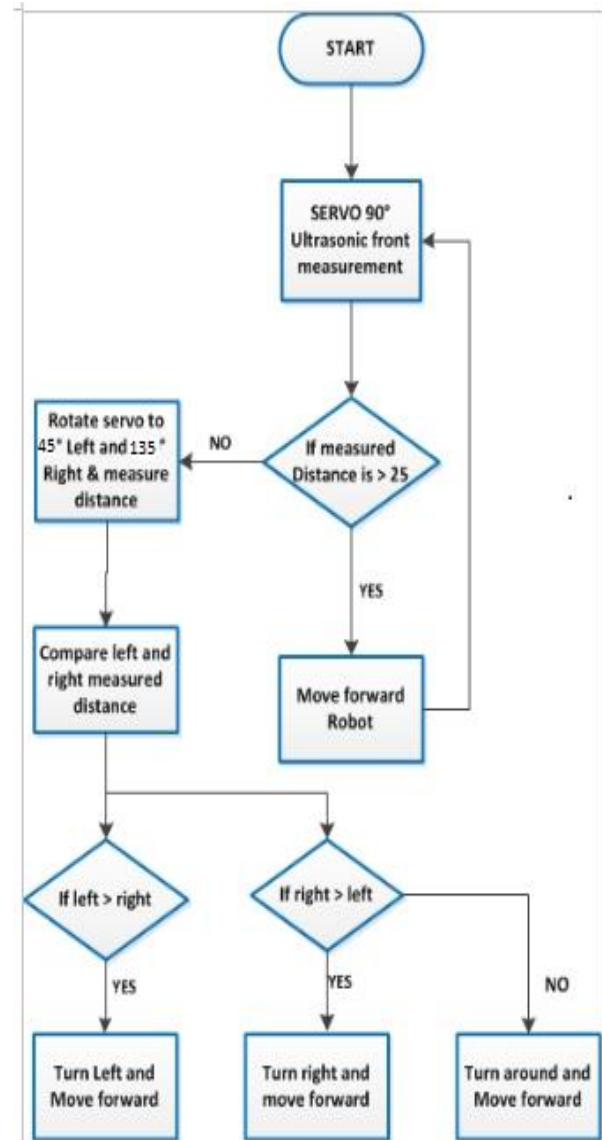 START
SERVO 90°
Ultrasonic front
measurement
If measured
Distance is > 25
NO
Rotate servo to
45° Left and 135°
Right & measure
distance
YES
Compare left and
right measured
distance
Move forward
Robot
If left > right
If right > left
YES
YES
NO
Turn Left and
Move forward
Turn right and
move forward
Turn around and
Move forward